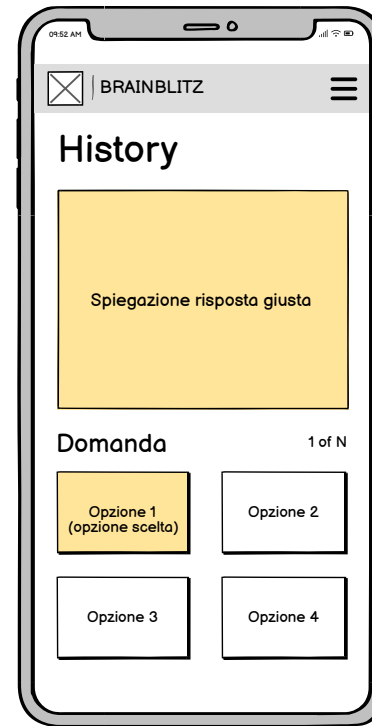 09:52 AM
BRAINBLITZ
History
Spiegazione risposta giusta
Domanda
1 of N
Opzione 1
(opzione scelta)
Opzione 2
Opzione 3
Opzione 4